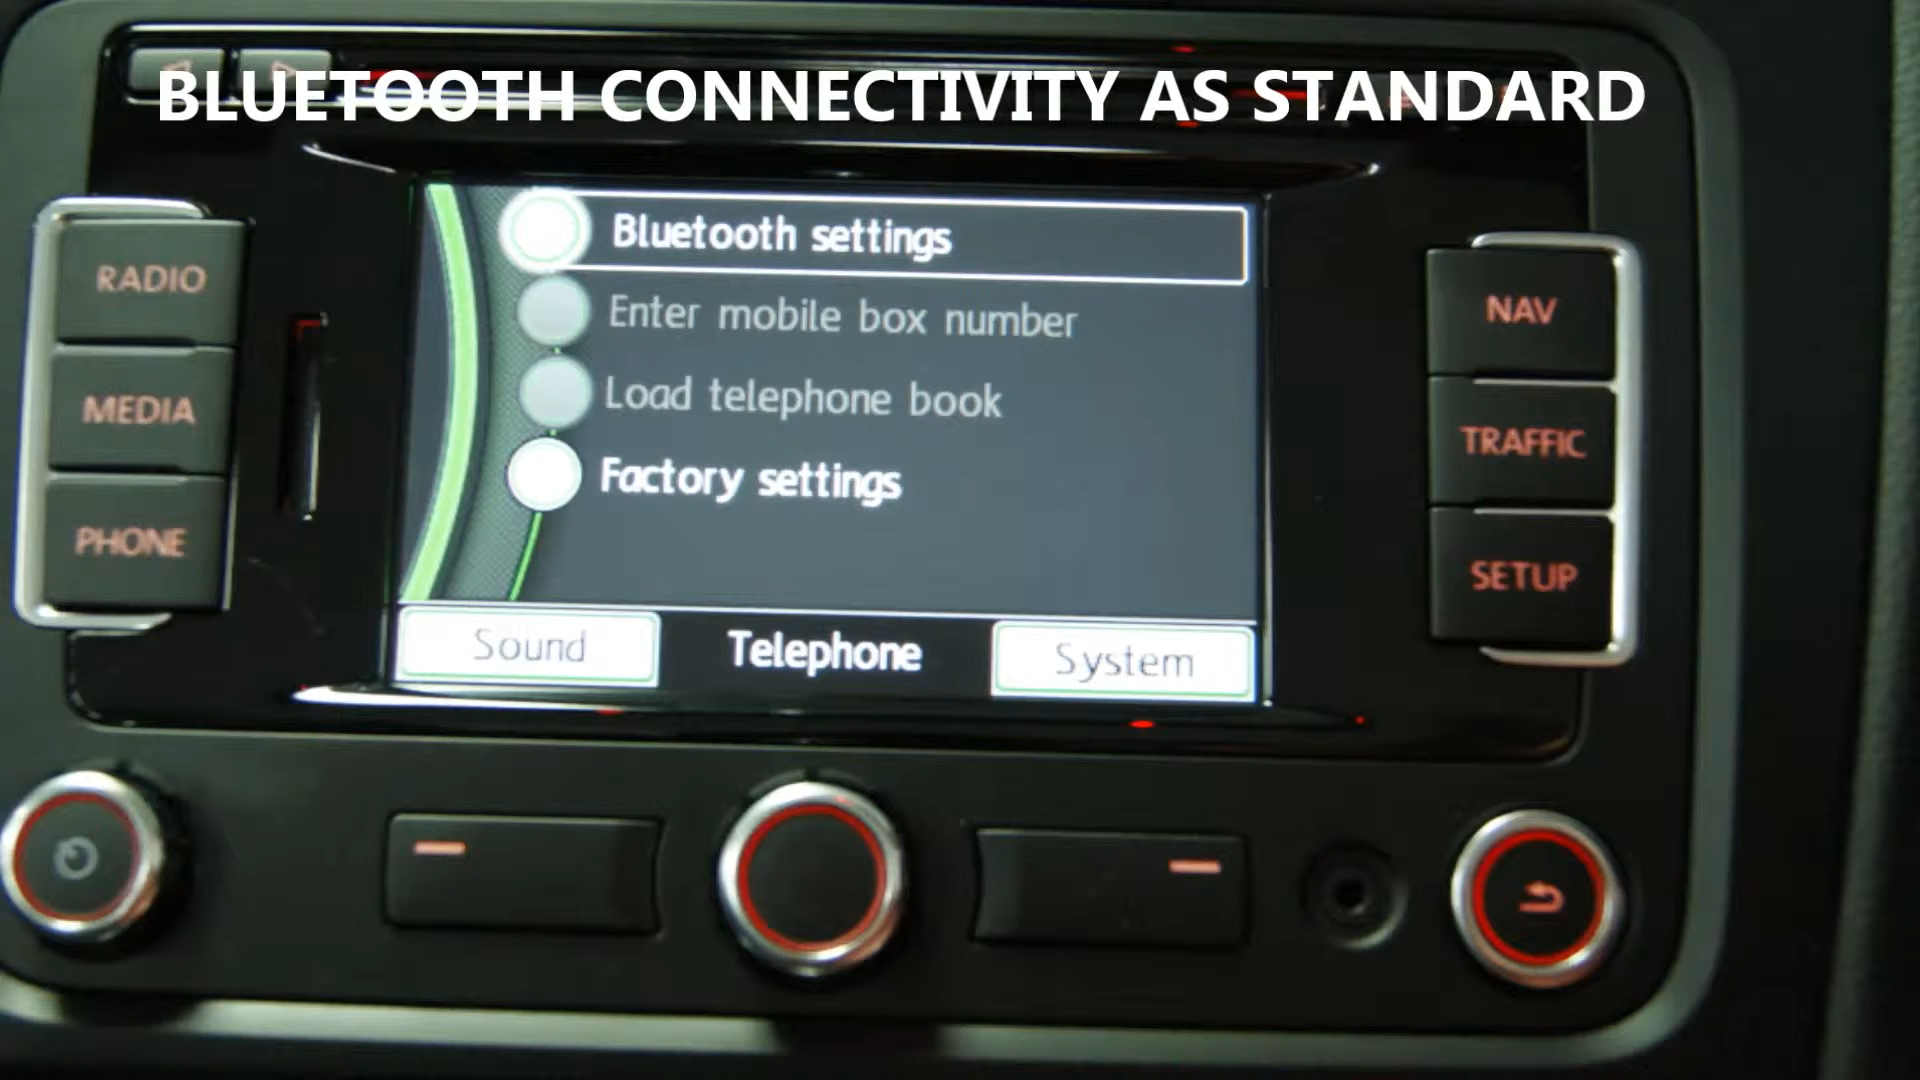 BLUETOOTH CONNECTIVITY AS STANDARD
Bluetooth settings
Enter mobile box number
Load telephone book
Factory settings
Sound
Telephone
System
RADIO
MEDIA
PHONE
NAV
TRAFFIC
SETUP